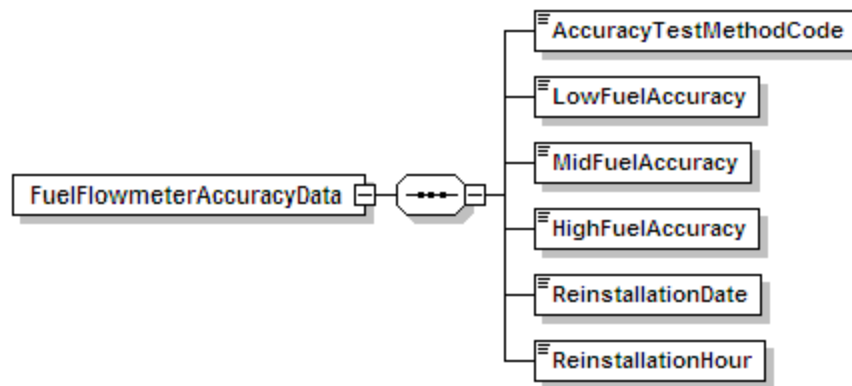 FuelFlowmeterAccuracyData
AccuracyTestMethodCode
LowFuelAccuracy
MidFuelAccuracy
HighFuelAccuracy
ReinstallationDate
ReinstallationHour